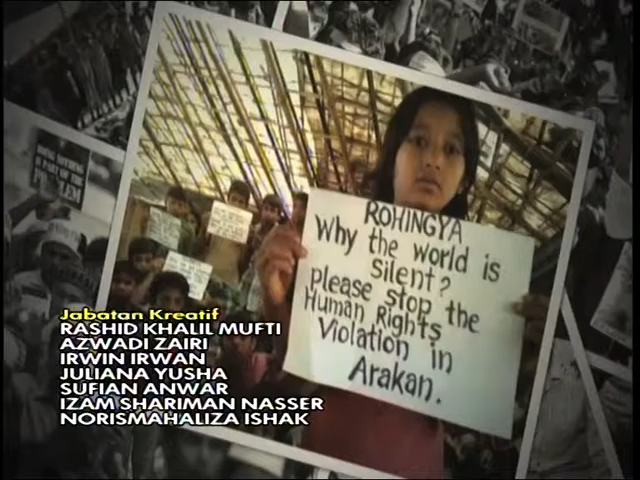 ROHINGYA
Why the world is
silent?
please stop the
Human Rights
Violation in
Arakan.
Jabatan Kreatif
RASHID KHALIL MUFTI
AZWADI ZAIRI
IRWIN IRWAN
JULIANA YUSHA
SUFIAN ANWAR
IZAM SHARIMAN NASSER
NORISMAHALIZA ISHAK